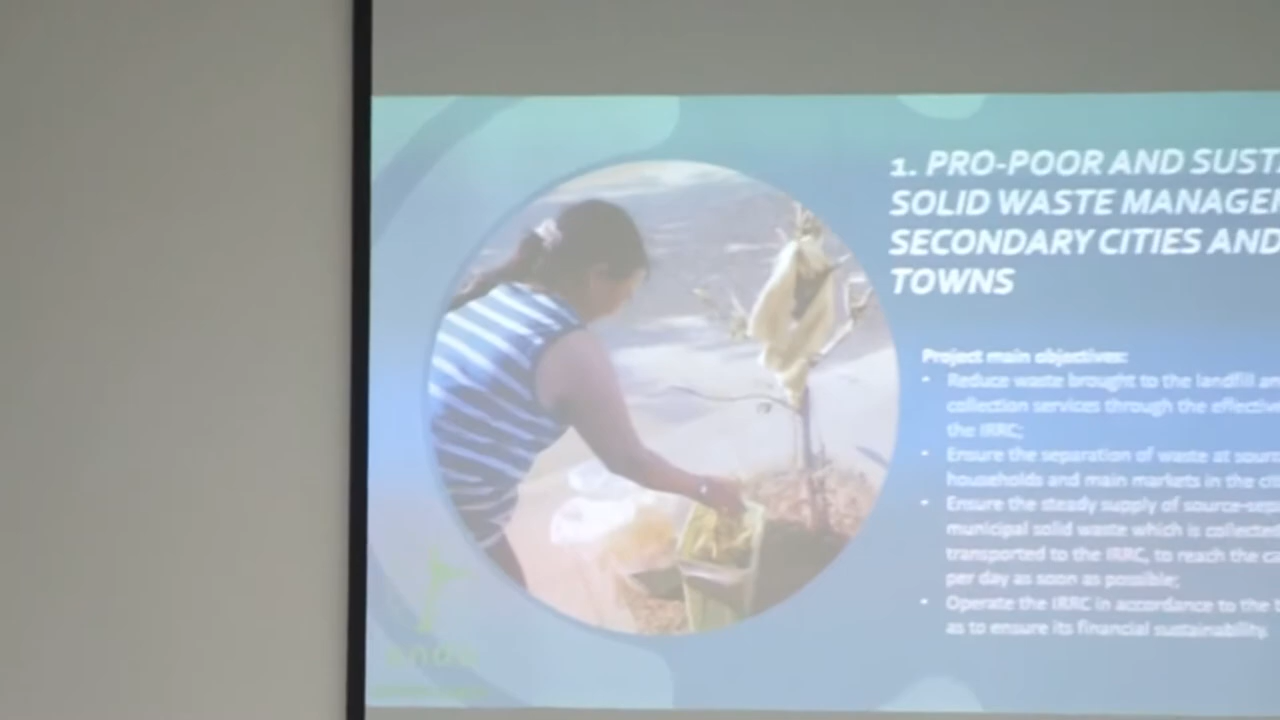 1. PRO-POOR AND SUST
SOLID WASTE MANAGE
SECONDARY CITIES AND
TOWNS
Project main objectives:
• Reduce waste brought to the landfill an
collection services through the effectiv
the IRRC;
• Ensure the separation of waste at sour
households and main markets in the ci
• Ensure the steady supply of source-sep
municipal solid waste which is collected
transported to the IRRC, to reach the ca
per day as soon as possible;
• Operate the IRRC in accordance to the
as to ensure its financial sustainability.